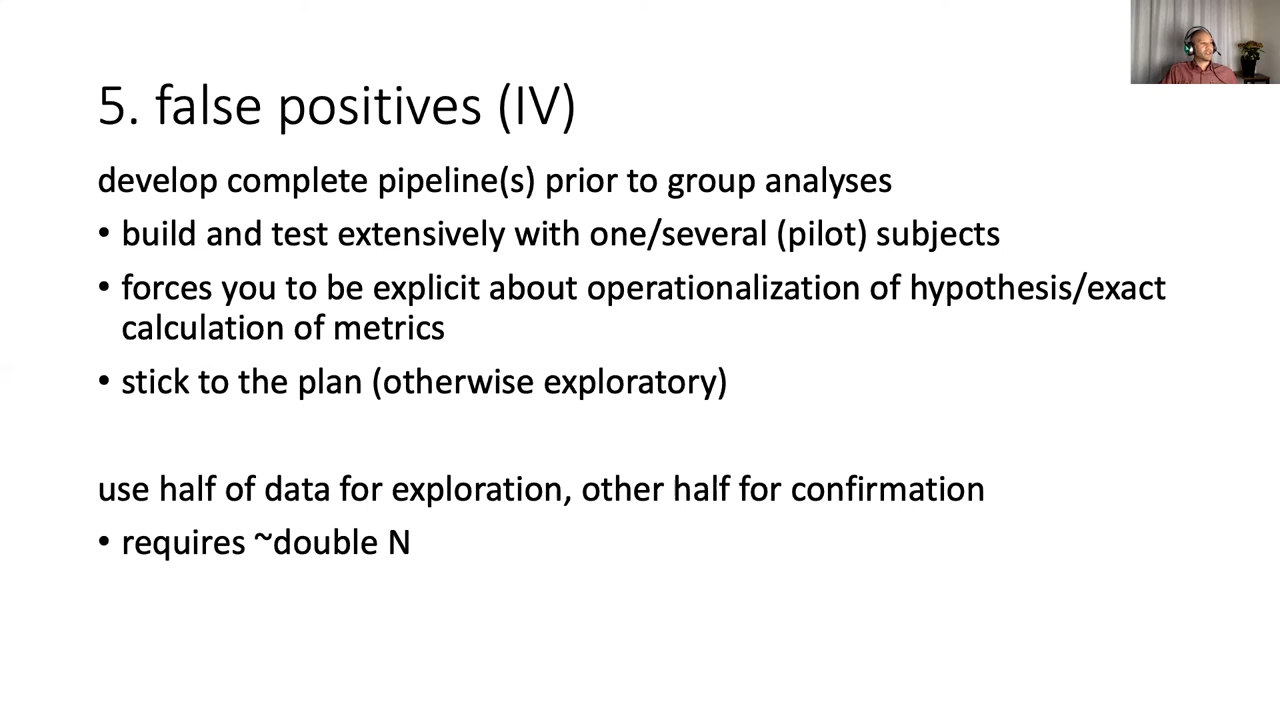 5. false positives (IV)
develop complete pipeline(s) prior to group analyses
• build and test extensively with one/several (pilot) subjects
• forces you to be explicit about operationalization of hypothesis/exact
calculation of metrics
• stick to the plan (otherwise exploratory)
use half of data for exploration, other half for confirmation
• requires ~double N